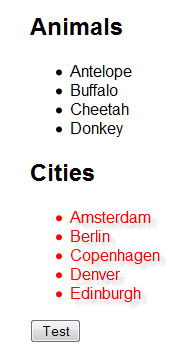 Animals
Antelope
Buffalo
Cheetah
Donkey
Cities
Amsterdam
Berlin
Copenhagen
Denver
Edinburgh
Test